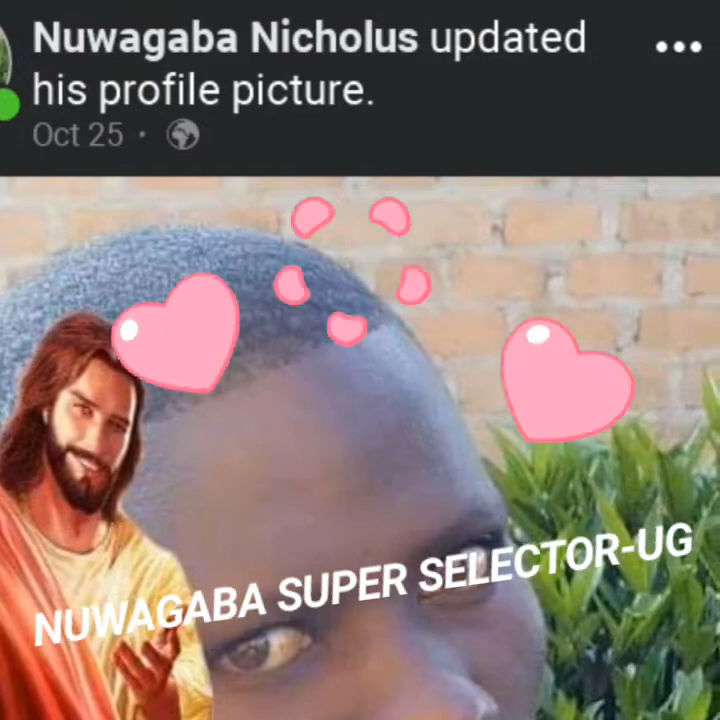 Nuwagaba Nicholus updated
his profile picture.
Oct 25 ·
NUWAGABA SUPER SELECTOR-UG